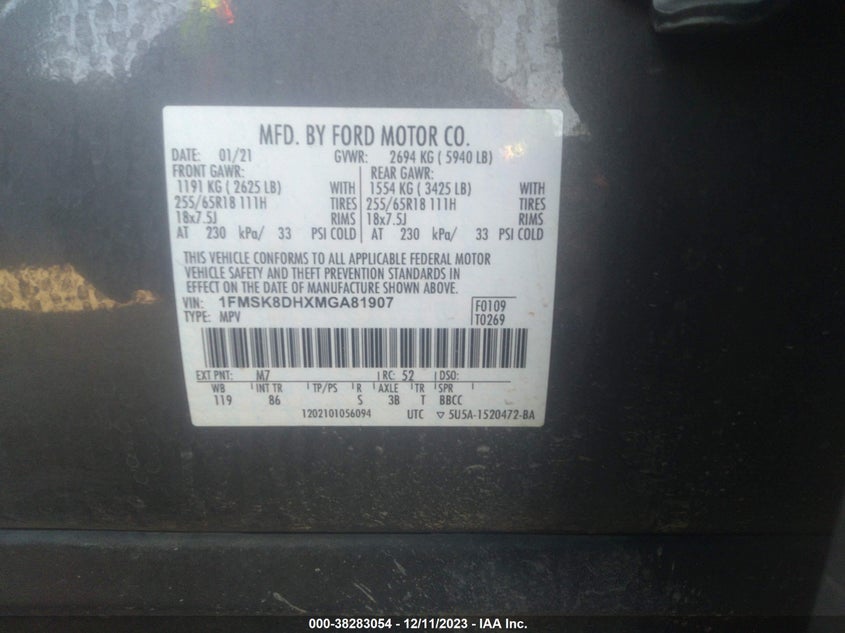 MFD. BY FORD MOTOR CO.
DATE: 01/21 GVWR: 2694 KG ( 5940 LB)
FRONT GAWR: REAR GAWR:
1191 KG ( 2625 LB) WITH 1554 KG ( 3425 LB) WITH
255/65R18 111H TIRES 255/65R18 111H TIRES
18x7.5J RIMS 18x7.5J RIMS
AT 230 kPa/ 33 PSI COLD AT 230 kPa/ 33 PSI COLD
THIS VEHICLE CONFORMS TO ALL APPLICABLE FEDERAL MOTOR
VEHICLE SAFETY AND THEFT PREVENTION STANDARDS IN
EFFECT ON THE DATE OF MANUFACTURE SHOWN ABOVE.
VIN: 1FMSK8DHXMGA81907 F0109
TYPE: MPV T0269
EXT PNT: M7 RC: 52 DSO:
WB INT TR TP/PS R AXLE TR SPR
119 86 S 3B T BBCC
1202101056094 UTC ▽ 5U5A-1520472-BA
000-38283054 - 12/11/2023 - IAA Inc.